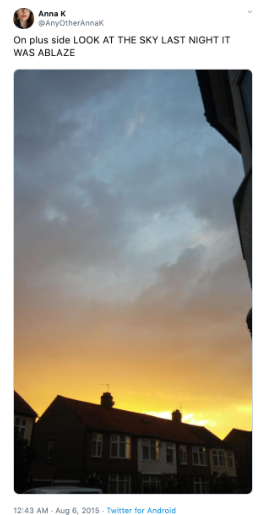 Anna K
@AnyOtherAnnaK
On plus side LOOK AT THE SKY LAST NIGHT IT
WAS ABLAZE
12:43 AM · Aug 6, 2015 · Twitter for Android